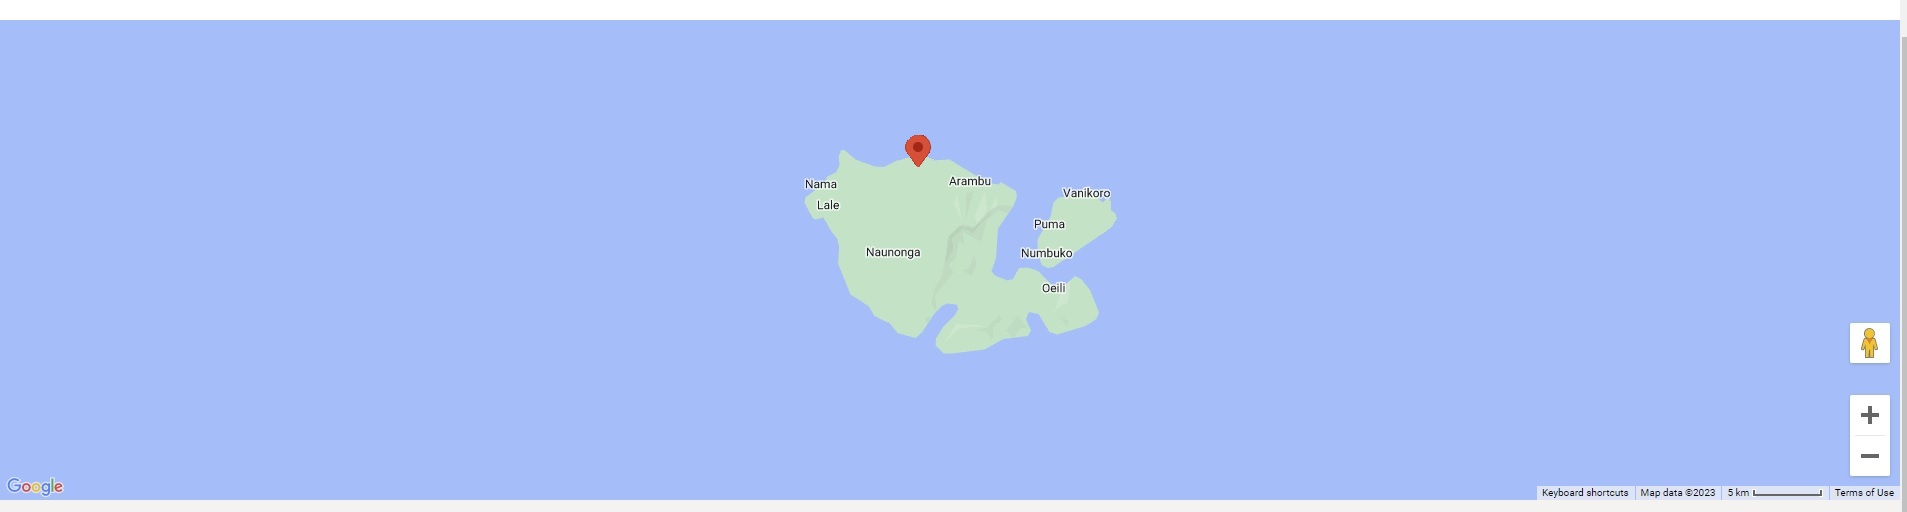 Nama
Arambu
Vanikoro
Lale
Puma
Naunonga
Numbuko
Oeili
Google
Keyboard shortcuts
Map data ©2023
5 km
Terms of Use